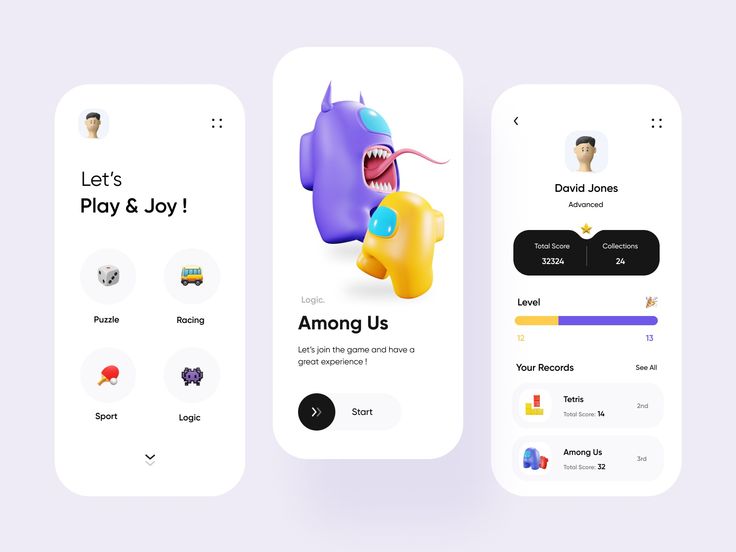 Let's
Play & Joy !
Puzzle
Racing
Sport
Logic
Logic.
Among Us
Let's join the game and have a
great experience !
Start
David Jones
Advanced
Total Score
Collections
32324
24
Level
12
13
Your Records
See All
Tetris
Total Score: 14
2nd
Among Us
Total Score: 32
3rd